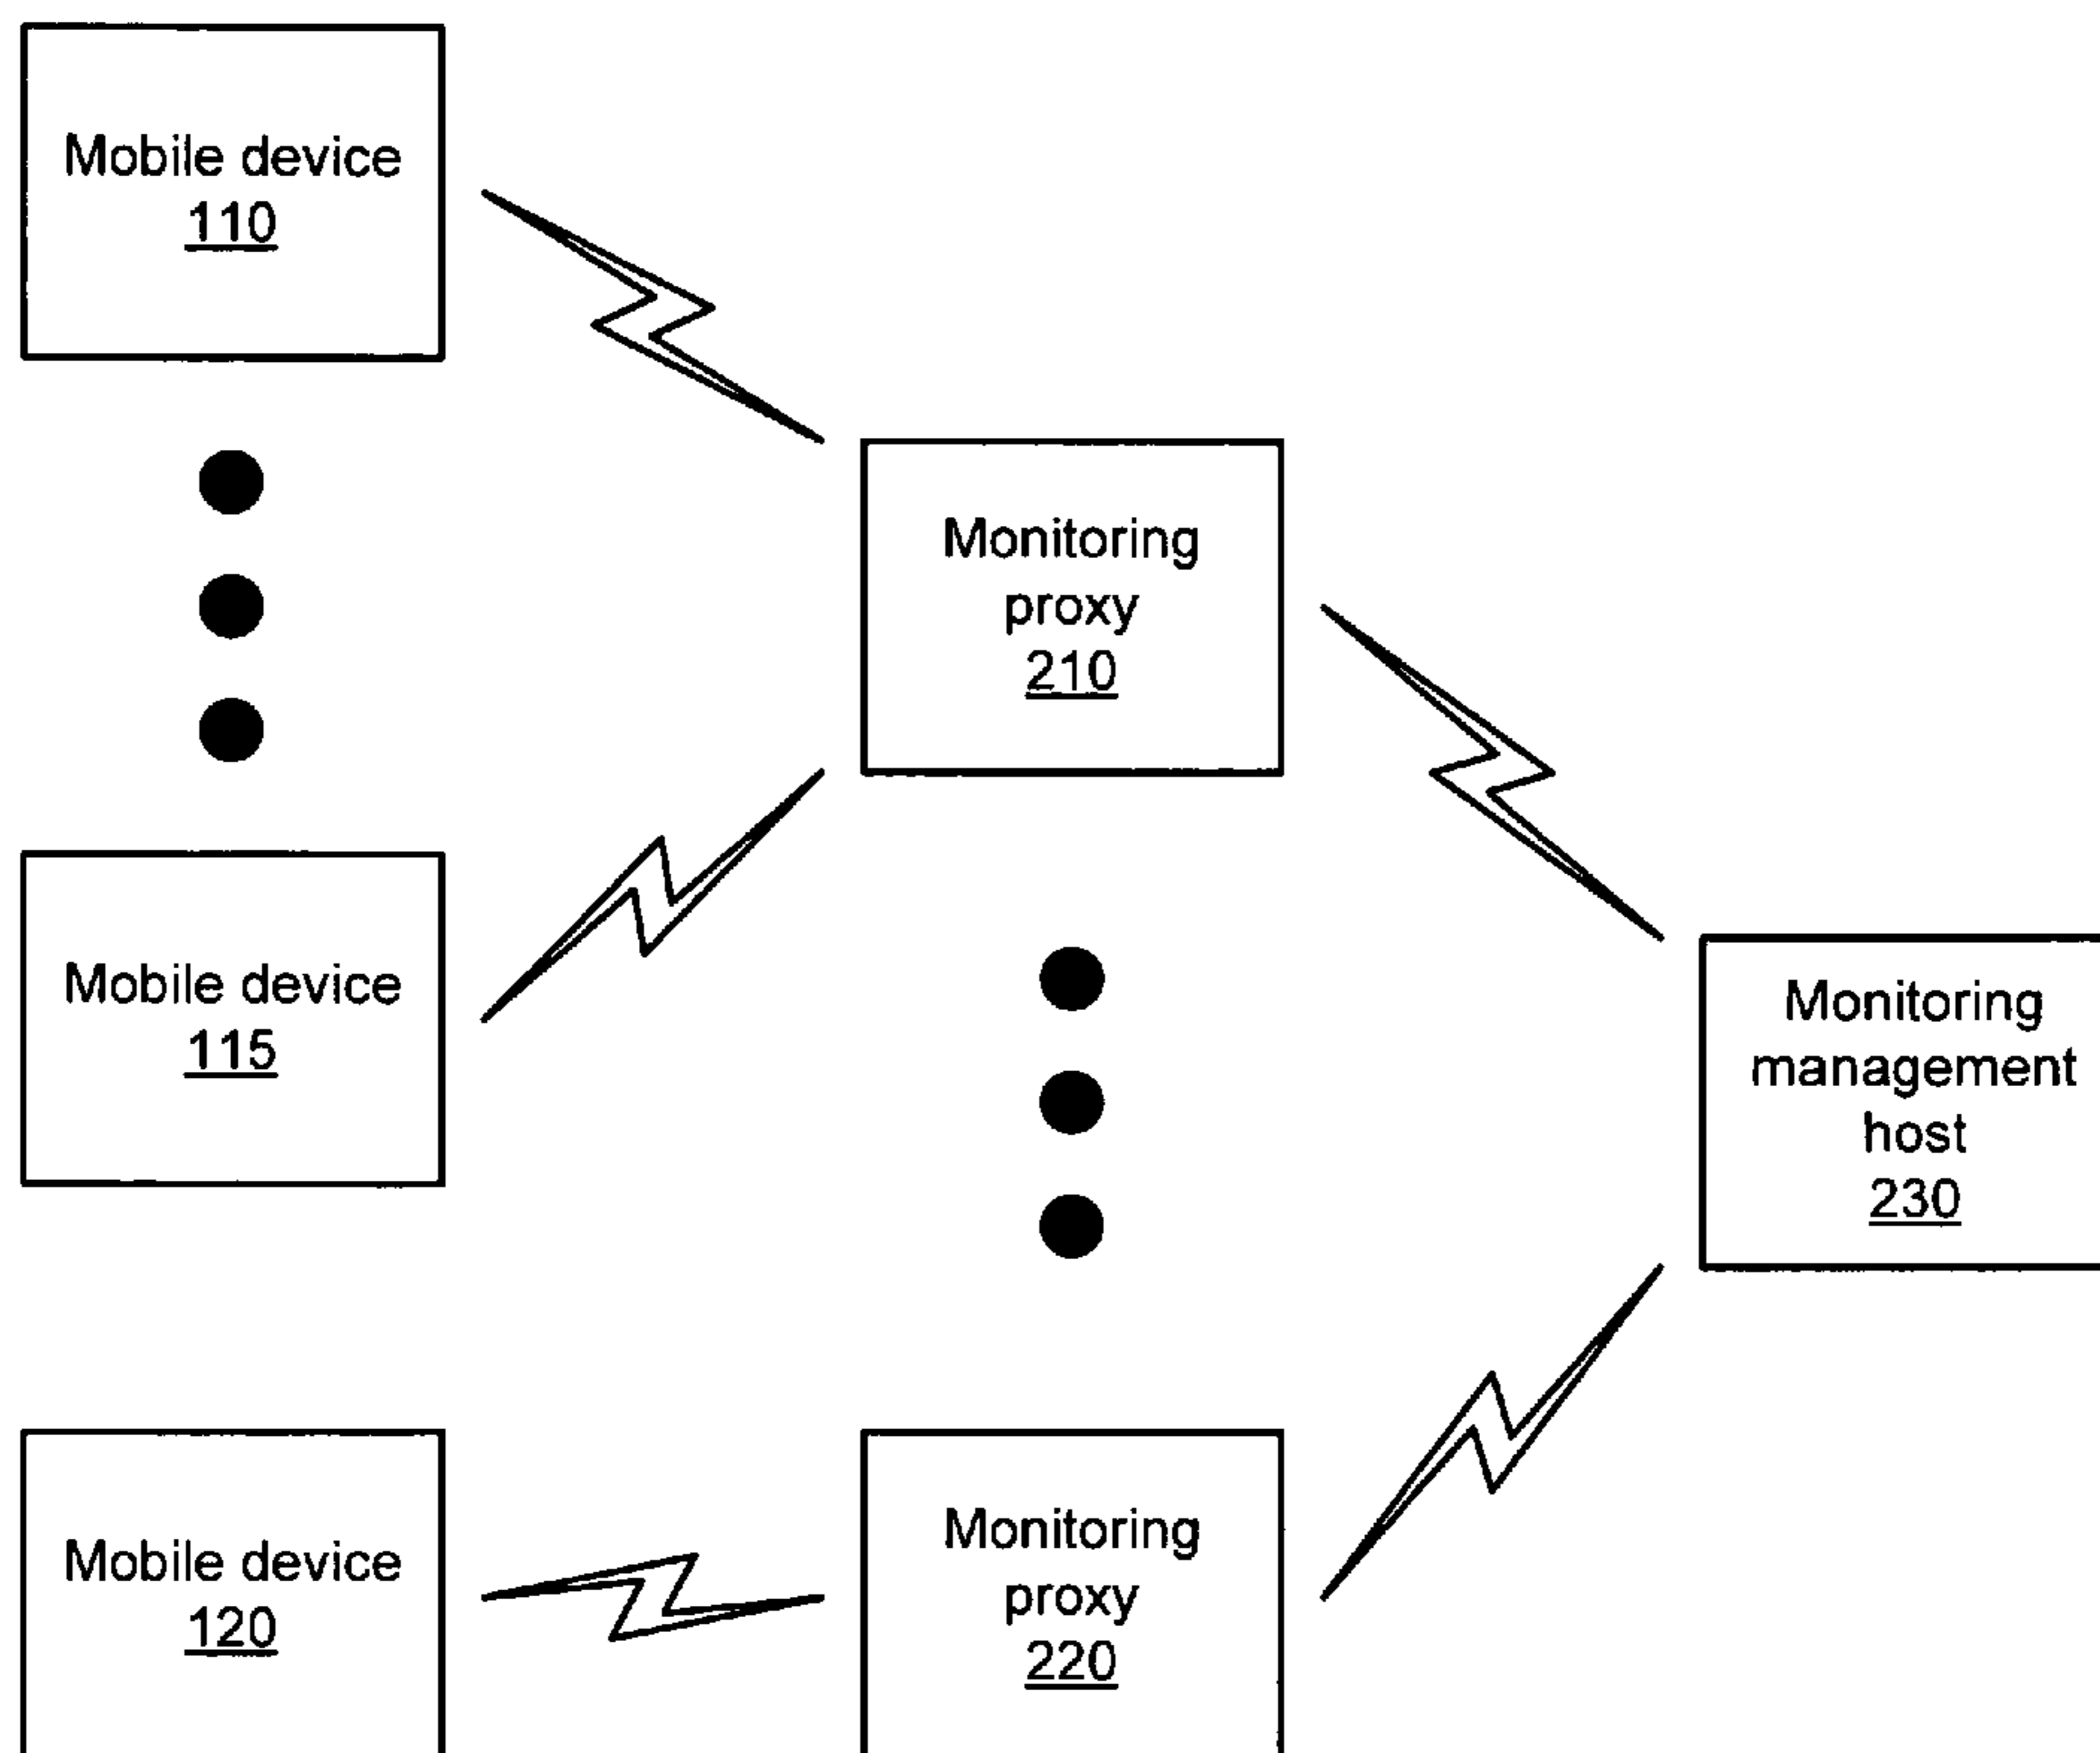 Mobile device
110
Monitoring
proxy
210
Mobile device
115
Monitoring
management
host
230
Mobile device
120
Monitoring
proxy
220